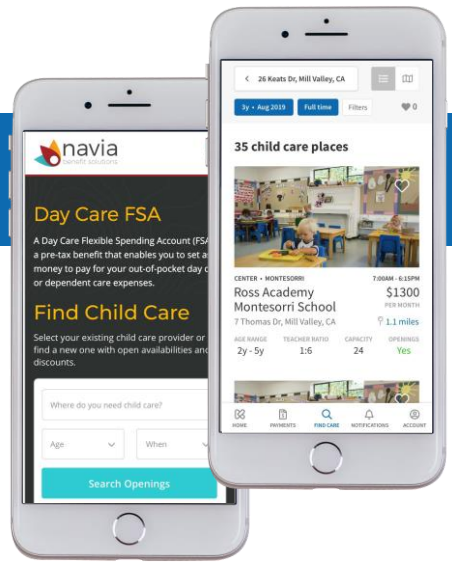 navia
benefit solutions
Day Care FSA
A Day Care Flexible Spending Account (FSA
a pre-tax benefit that enables you to set
money to pay for your out-of-pocket day
or dependent care expenses.
Find Child Care
Select your existing child care provider or
find a new one with open availabilities and
discounts.
Where do you need child care?
Age When
Search Openings
< 26 Keats Dr, Mill Valley, CA
3y • Aug 2019 Full time Filters 0
35 child care places
CENTER • MONTESSORI 7:00AM - 6:15PM
Ross Academy $1300
Montesorri School PER MONTH
7 Thomas Dr, Mill Valley, CA 1.1 miles
AGE RANGE TEACHER RATIO CAPACITY OPENINGS
2y - 5y 1:6 24 Yes
HOME PAYMENTS FIND CARE NOTIFICATIONS ACCOUNT